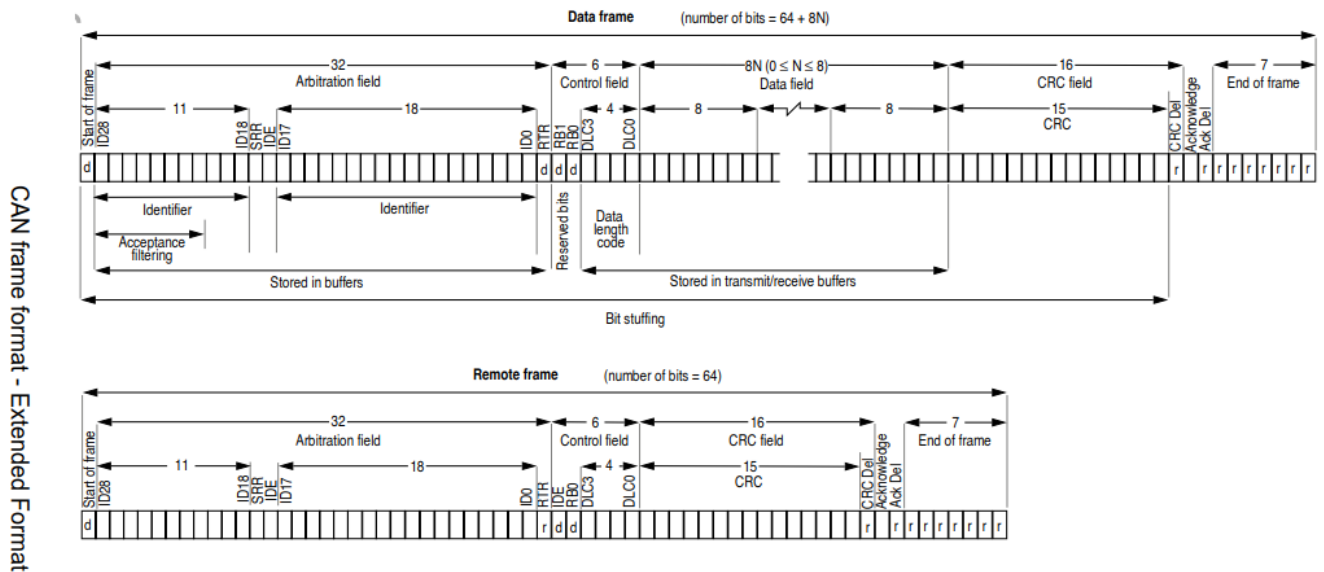 CAN frame format - Extended Format
Data frame (number of bits = 64 + 8N)
32 6 8N (0 ≤ N ≤ 8) 16 7
Arbitration field Control field Data field CRC field End of frame
11 18 4 8 8 15
CRC
Start of frame ID28 ID18 SRR IDE ID17 ID0 RTR RB1 RB0 DLC3 DLC0 CRC Del Acknowledge Ack Del
d d d d r r r r r r r r r
Identifier Identifier Reserved bits Data length code
Acceptance filtering
Stored in buffers Stored in transmit/receive buffers
Bit stuffing
Remote frame (number of bits = 64)
32 6 16 7
Arbitration field Control field CRC field End of frame
11 18 4 15
CRC
Start of frame ID28 ID18 SRR IDE ID17 ID0 RTR IDE RB0 DLC3 DLC0 CRC Del Acknowledge Ack Del
d r d d r r r r r r r r r